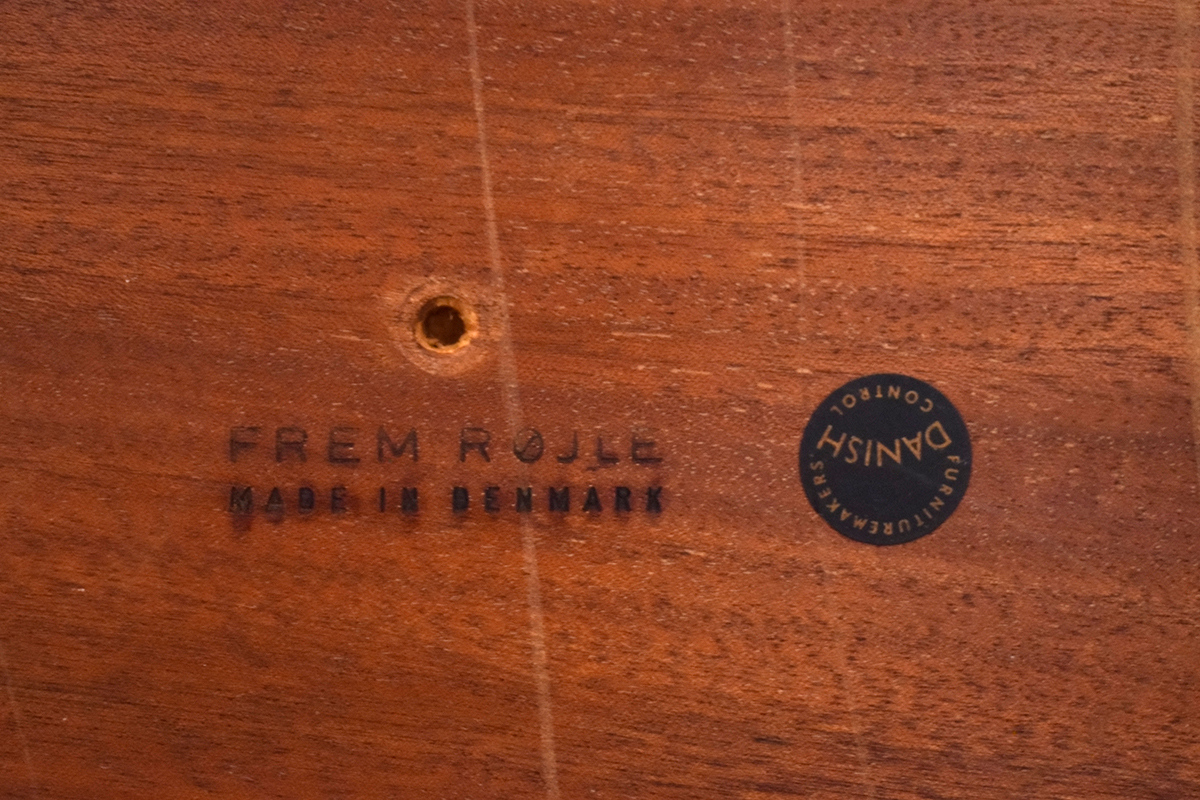 FREM RØJLE
MADE IN DENMARK
DANISH
FURNITUREMAKERS
CONTROL